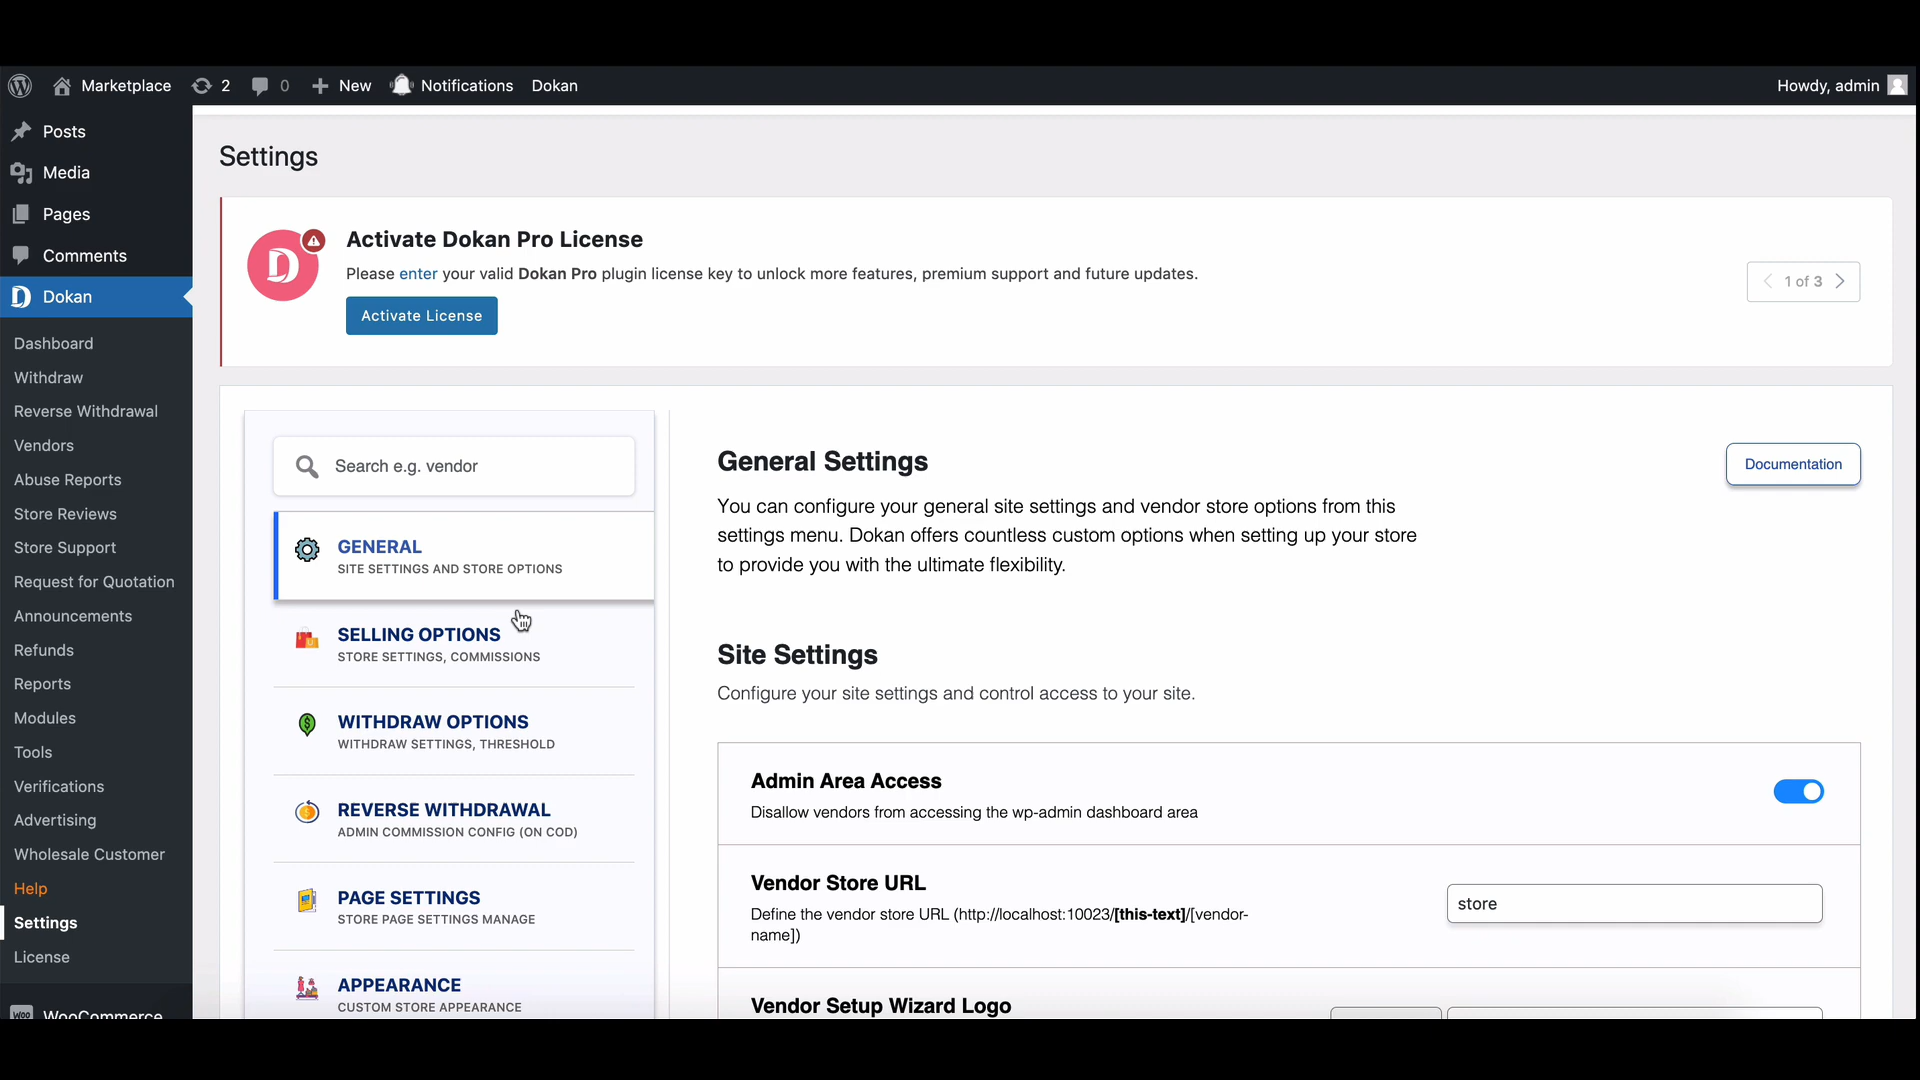 Marketplace 2 0 New Notifications Dokan Howdy, admin
Posts
Media
Pages
Comments
Dokan
Dashboard
Withdraw
Reverse Withdrawal
Vendors
Abuse Reports
Store Reviews
Store Support
Request for Quotation
Announcements
Refunds
Reports
Modules
Tools
Verifications
Advertising
Wholesale Customer
Help
Settings
License
WooCommerce
Settings
Activate Dokan Pro License
Please enter your valid Dokan Pro plugin license key to unlock more features, premium support and future updates.
Activate License
1 of 3
Search e.g. vendor
GENERAL
SITE SETTINGS AND STORE OPTIONS
SELLING OPTIONS
STORE SETTINGS, COMMISSIONS
WITHDRAW OPTIONS
WITHDRAW SETTINGS, THRESHOLD
REVERSE WITHDRAWAL
ADMIN COMMISSION CONFIG (ON COD)
PAGE SETTINGS
STORE PAGE SETTINGS MANAGE
APPEARANCE
CUSTOM STORE APPEARANCE
General Settings
Documentation
You can configure your general site settings and vendor store options from this
settings menu. Dokan offers countless custom options when setting up your store
to provide you with the ultimate flexibility.
Site Settings
Configure your site settings and control access to your site.
Admin Area Access
Disallow vendors from accessing the wp-admin dashboard area
Vendor Store URL
Define the vendor store URL (http://localhost:10023/[this-text]/[vendor-
name])
store
Vendor Setup Wizard Logo